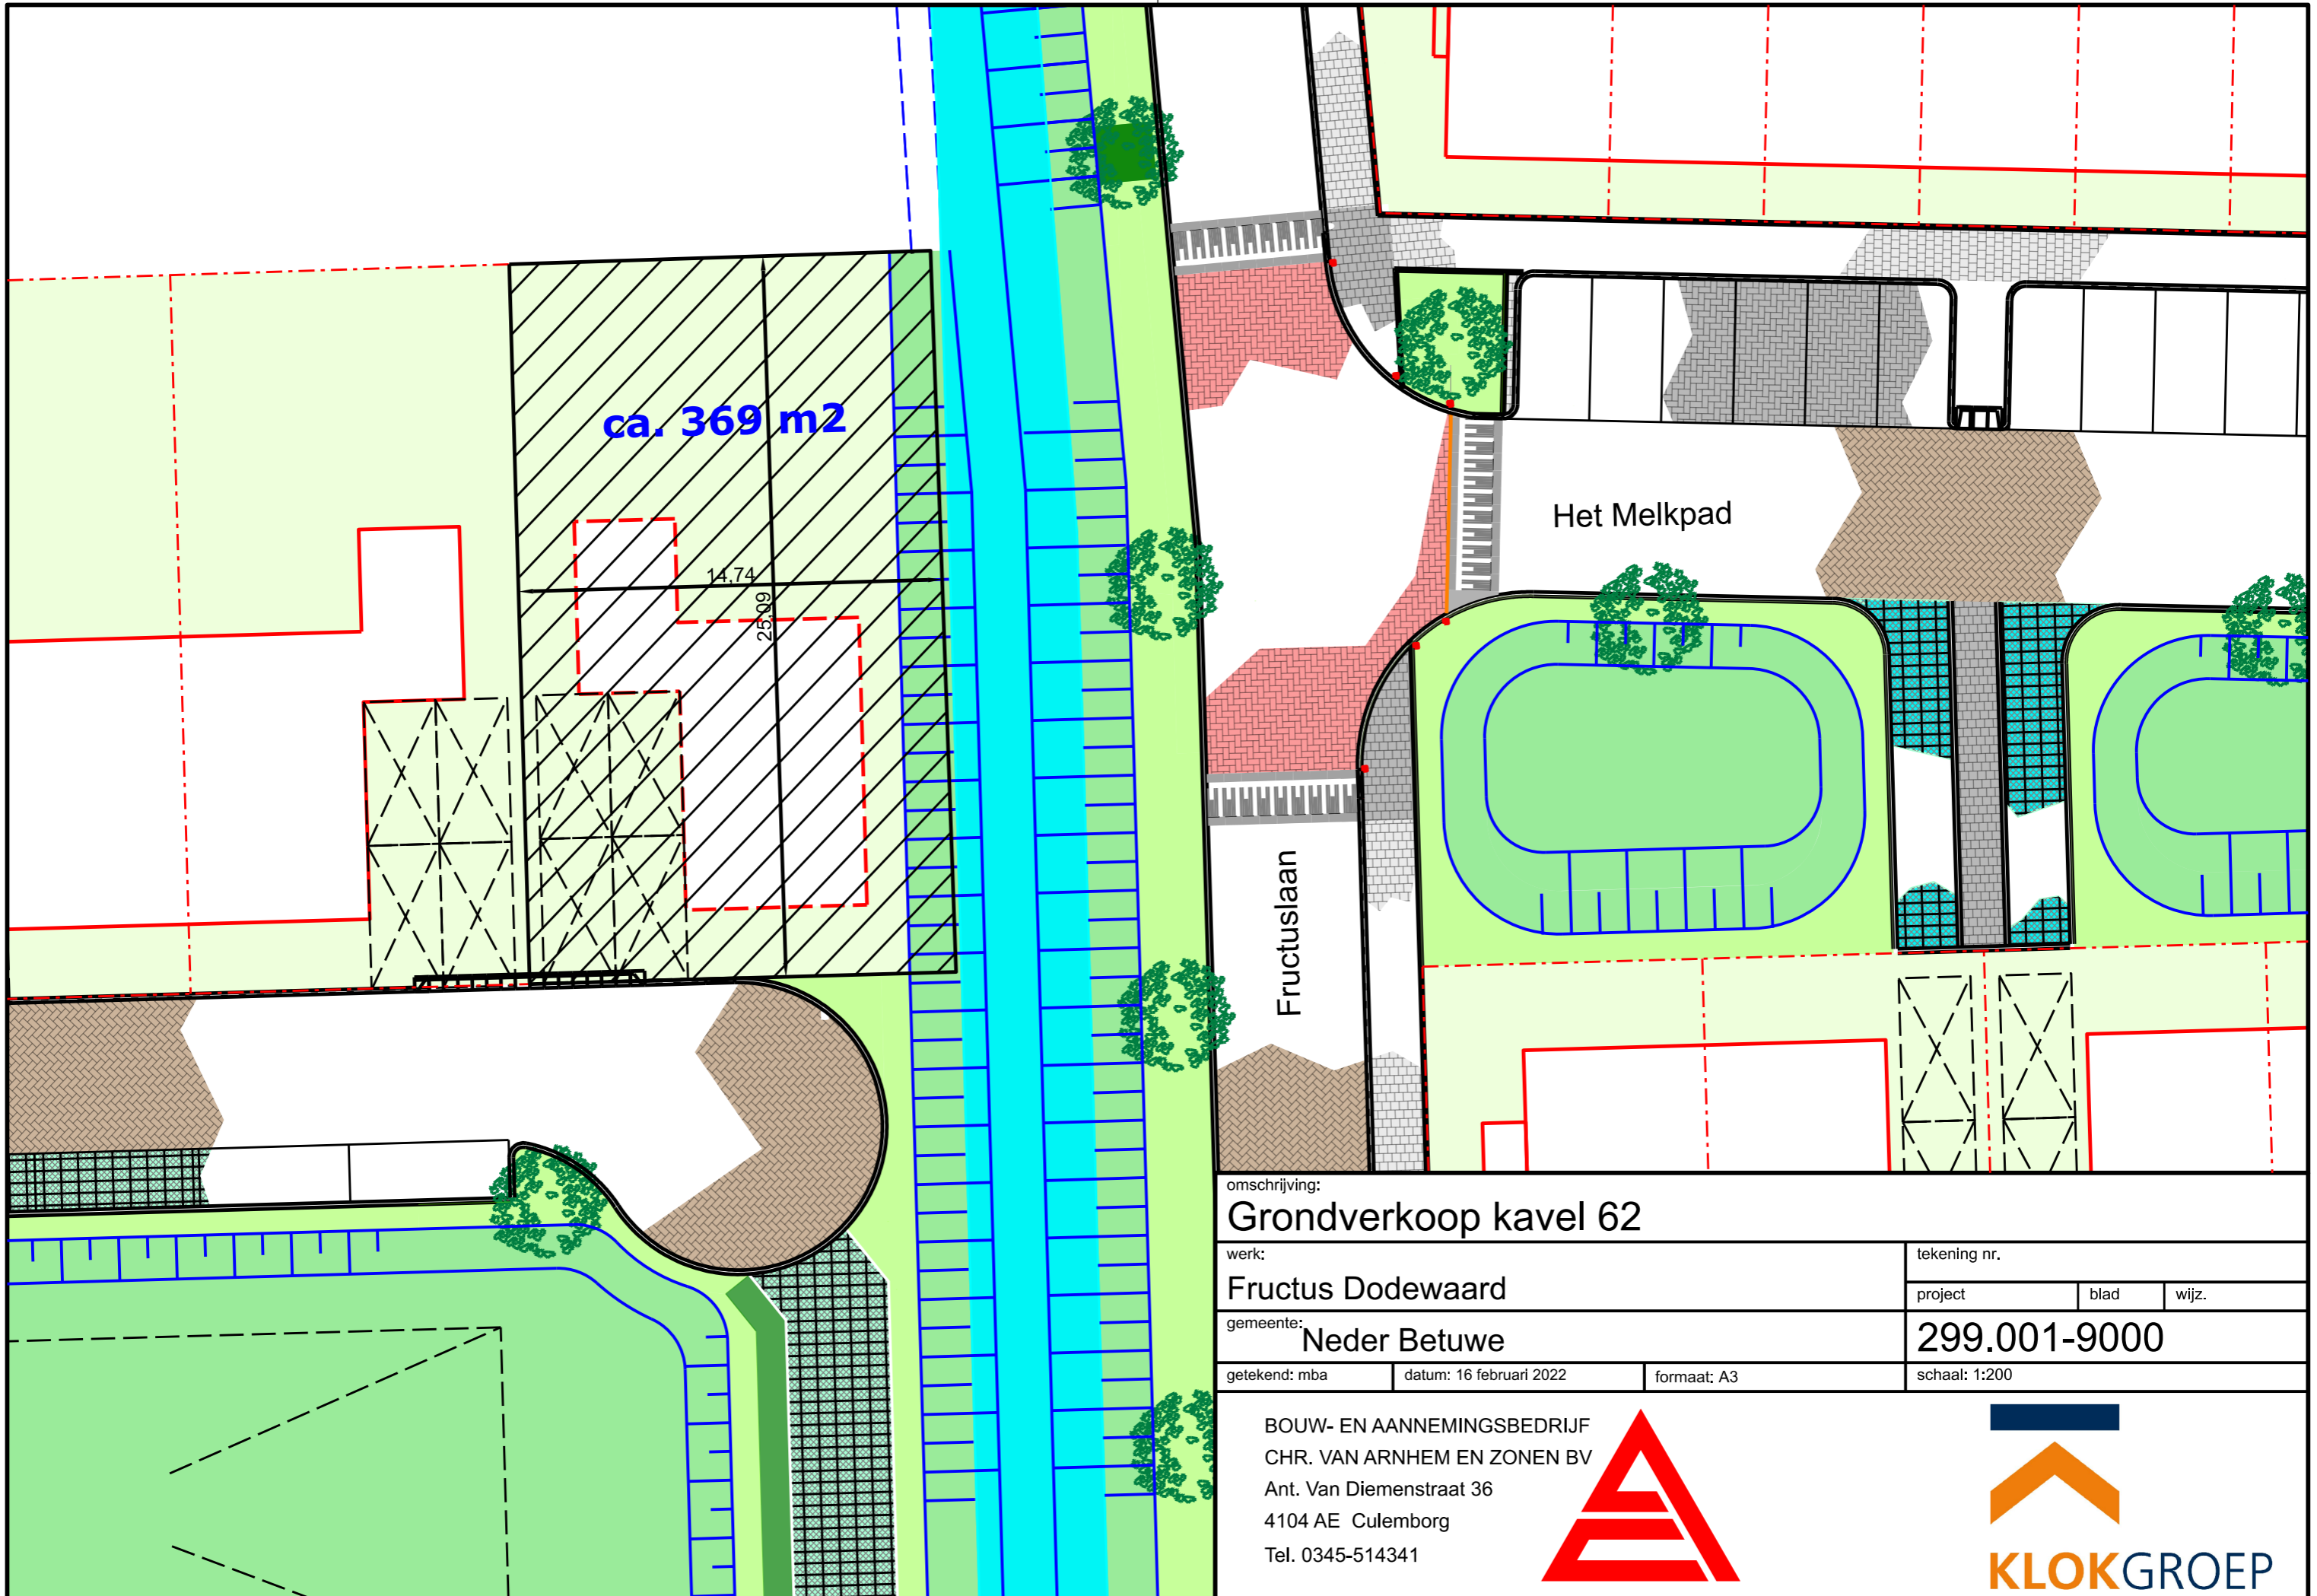 ca. 369 m2
14,74
25,09
Het Melkpad
Fructuslaan
omschrijving:
Grondverkoop kavel 62
werk:
Fructus Dodewaard
tekening nr.
project blad wijz.
gemeente: Neder Betuwe
299.001-9000
getekend: mba datum: 16 februari 2022 formaat: A3 schaal: 1:200
BOUW- EN AANNEMINGSBEDRIJF
CHR. VAN ARNHEM EN ZONEN BV
Ant. Van Diemenstraat 36
4104 AE Culemborg
Tel. 0345-514341
KLOKGROEP